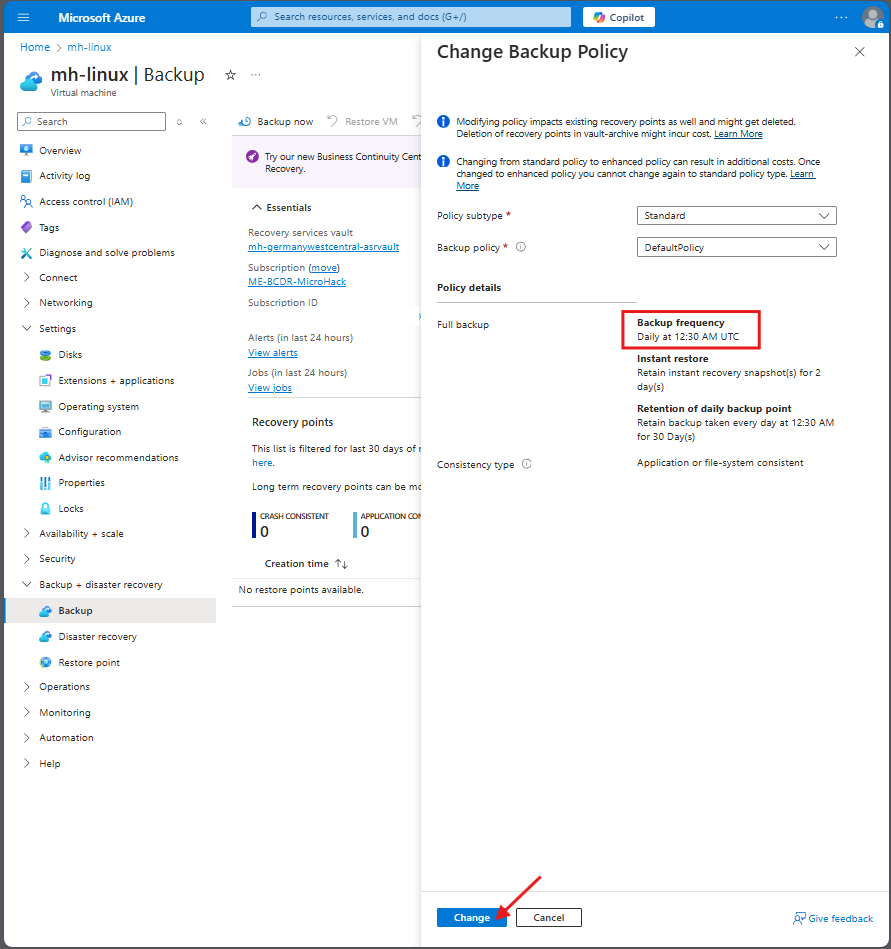 Microsoft Azure
Search resources, services, and docs (G+/)
Copilot
...
Home > mh-linux
mh-linux | Backup
Virtual machine
Search
Overview
Activity log
Access control (IAM)
Tags
Diagnose and solve problems
Connect
Networking
Settings
Disks
Extensions + applications
Operating system
Configuration
Advisor recommendations
Properties
Locks
Availability + scale
Security
Backup + disaster recovery
Backup
Disaster recovery
Restore point
Operations
Monitoring
Automation
Help
Backup now
Restore VM
Try our new Business Continuity Cent
Recovery.
Essentials
Recovery services vault
mh-germanywestcentral-asrvault
Subscription (move)
ME-BCDR-MicroHack
Subscription ID
Alerts (in last 24 hours)
View alerts
Jobs (in last 24 hours)
View jobs
Recovery points
This list is filtered for last 30 days of r
here.
Long term recovery points can be mo
CRASH CONSISTENT
0
APPLICATION CON
0
Creation time
No restore points available.
Change Backup Policy
Modifying policy impacts existing recovery points as well and might get deleted.
Deletion of recovery points in vault-archive might incur cost. Learn More
Changing from standard policy to enhanced policy can result in additional costs. Once
changed to enhanced policy you cannot change again to standard policy type. Learn
More
Policy subtype *
Standard
Backup policy *
DefaultPolicy
Policy details
Full backup
Backup frequency
Daily at 12:30 AM UTC
Instant restore
Retain instant recovery snapshot(s) for 2
day(s)
Retention of daily backup point
Retain backup taken every day at 12:30 AM
for 30 Day(s)
Consistency type
Application or file-system consistent
Change
Cancel
Give feedback